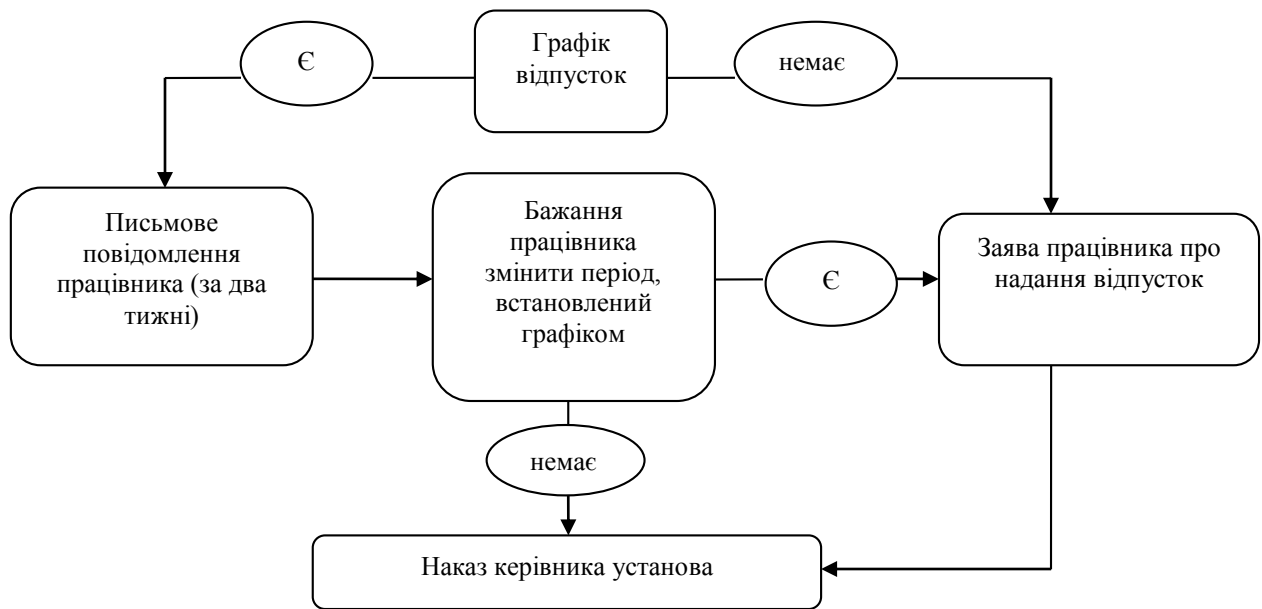 Є
Графік
відпусток
немає
Письмове
повідомлення
працівника (за два
тижні)
Бажання
працівника
змінити період,
встановлений
графіком
Є
Заява працівника про
надання відпусток
немає
Наказ керівника установа